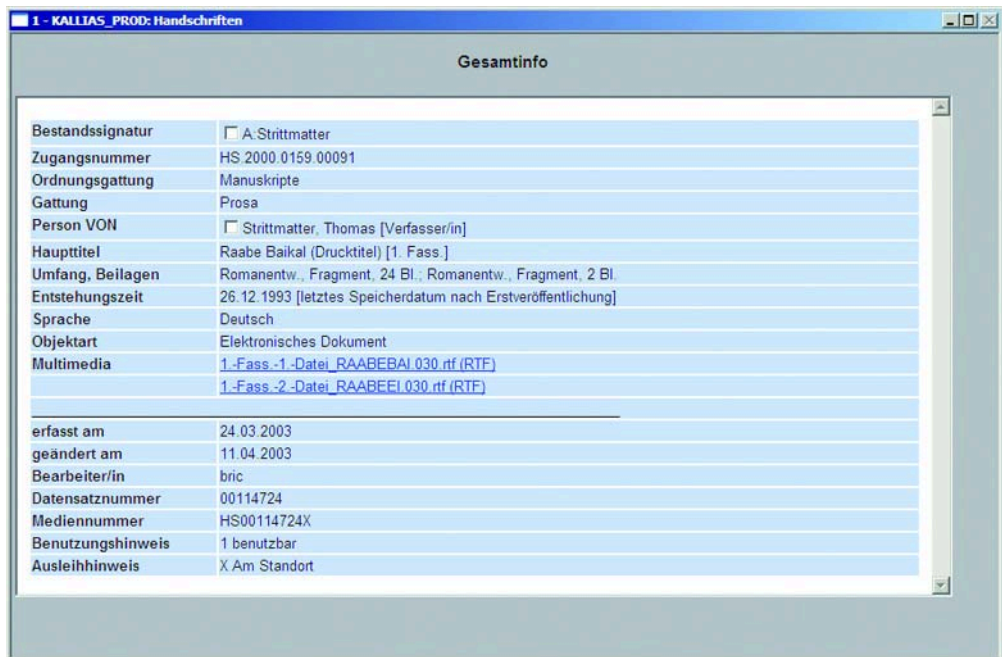 1 - KALLIAS_PROD: Handschriften
Gesamtinfo
Bestandssignatur A:Strittmatter
Zugangsnummer HS.2000.0159.00091
Ordnungsgattung Manuskripte
Gattung Prosa
Person VON Strittmatter, Thomas [Verfasser/in]
Haupttitel Raabe Baikal (Drucktitel) [1. Fass.]
Umfang, Beilagen Romanentw., Fragment, 24 Bl.; Romanentw., Fragment, 2 Bl.
Entstehungszeit 26.12.1993 [letztes Speicherdatum nach Erstveröffentlichung]
Sprache Deutsch
Objektart Elektronisches Dokument
Multimedia 1.-Fass.-1.-Datei_RAABEBAI.030.rtf (RTF)
1.-Fass.-2.-Datei_RAABEEI.030.rtf (RTF)
erfasst am 24.03.2003
geändert am 11.04.2003
Bearbeiter/in bric
Datensatznummer 00114724
Mediennummer HS00114724X
Benutzungshinweis 1 benutzbar
Ausleihhinweis X Am Standort